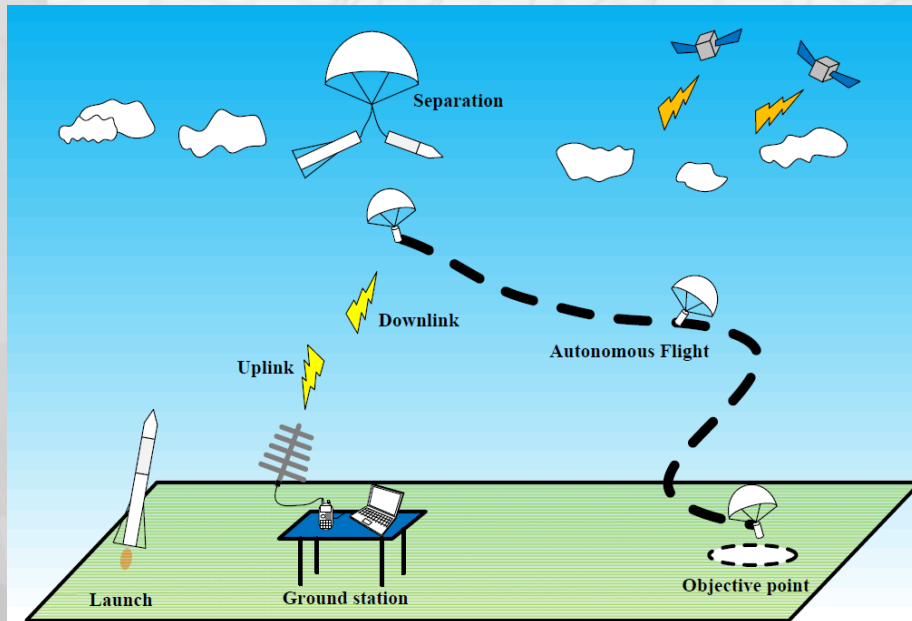 Separation
Downlink
Autonomous Flight
Uplink
Launch
Ground station
Objective point